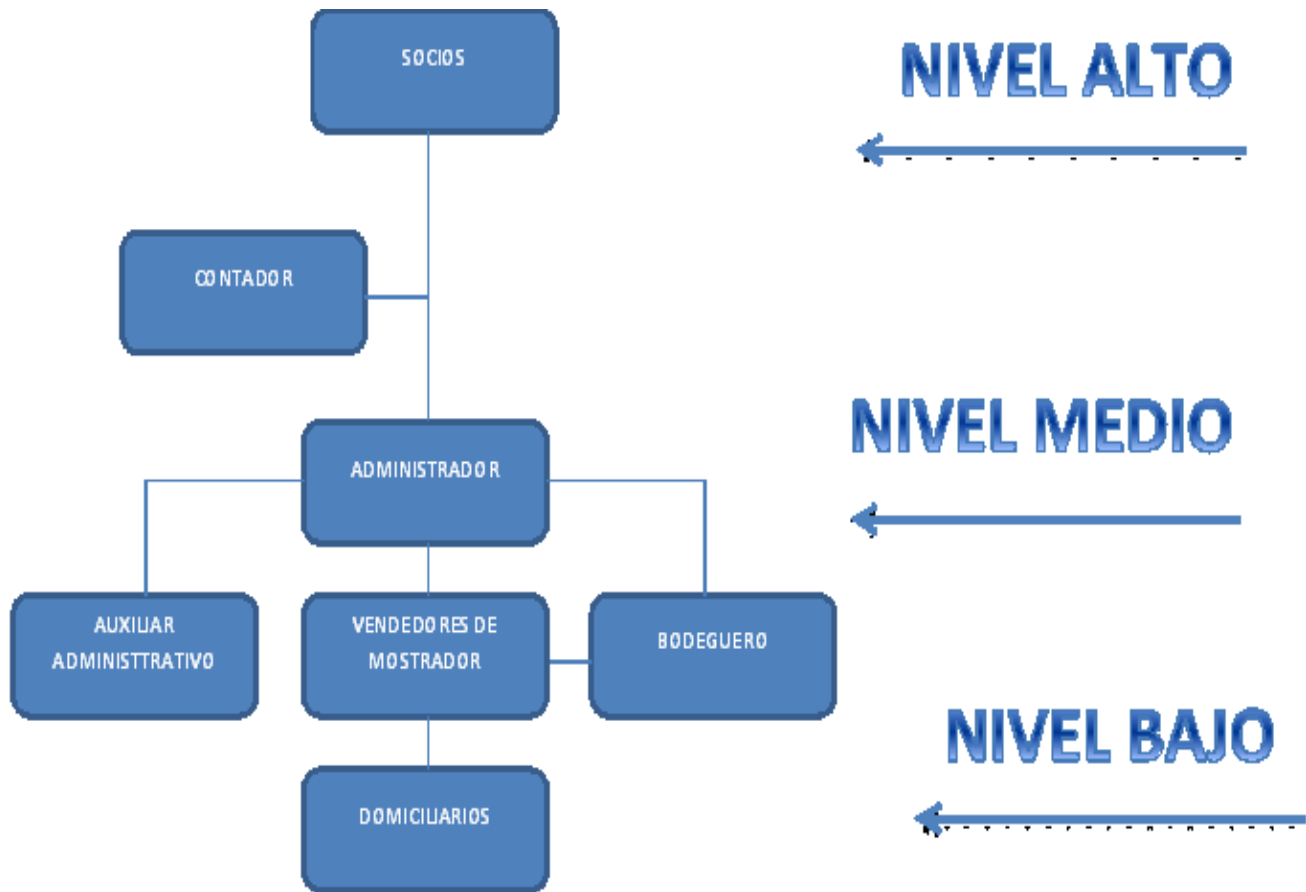 SOCIOS
NIVEL ALTO
CONTADOR
NIVEL MEDIO
ADMINISTRADOR
AUXILIAR
ADMINISTTRATIVO
VENDEDORES DE
MOSTRADOR
BODEGUERO
NIVEL BAJO
DOMICILIARIOS